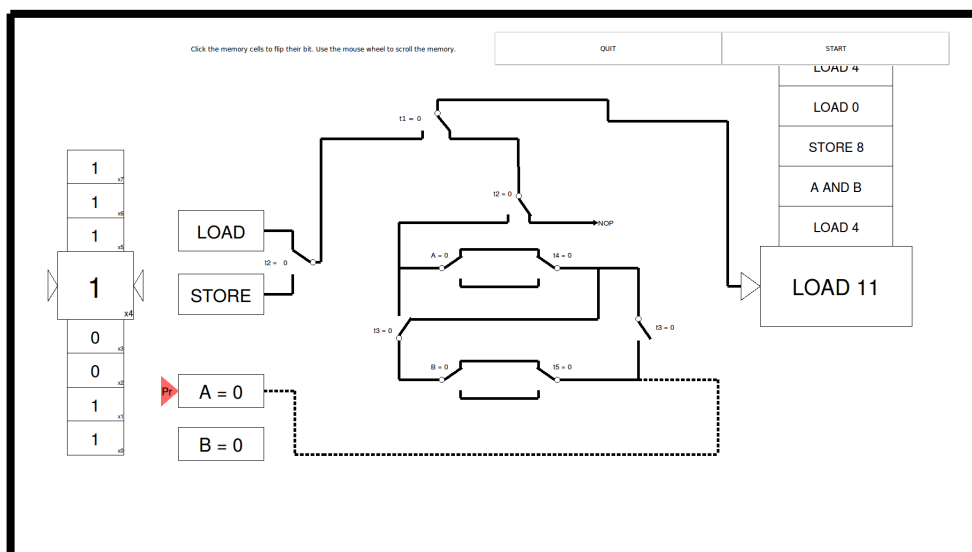 Click the memory cells to flip their bit. Use the mouse wheel to scroll the memory.
QUIT
START
LOAD 4
LOAD 0
STORE 8
A AND B
LOAD 4
LOAD 11
t1 = 0
t2 = 0
NOP
1 x7
1 x6
1 x5
1 x4
0 x3
0 x2
1 x1
1 x0
LOAD
t2 = 0
STORE
A = 0
t4 = 0
t3 = 0
t3 = 0
B = 0
t5 = 0
Pr
A = 0
B = 0